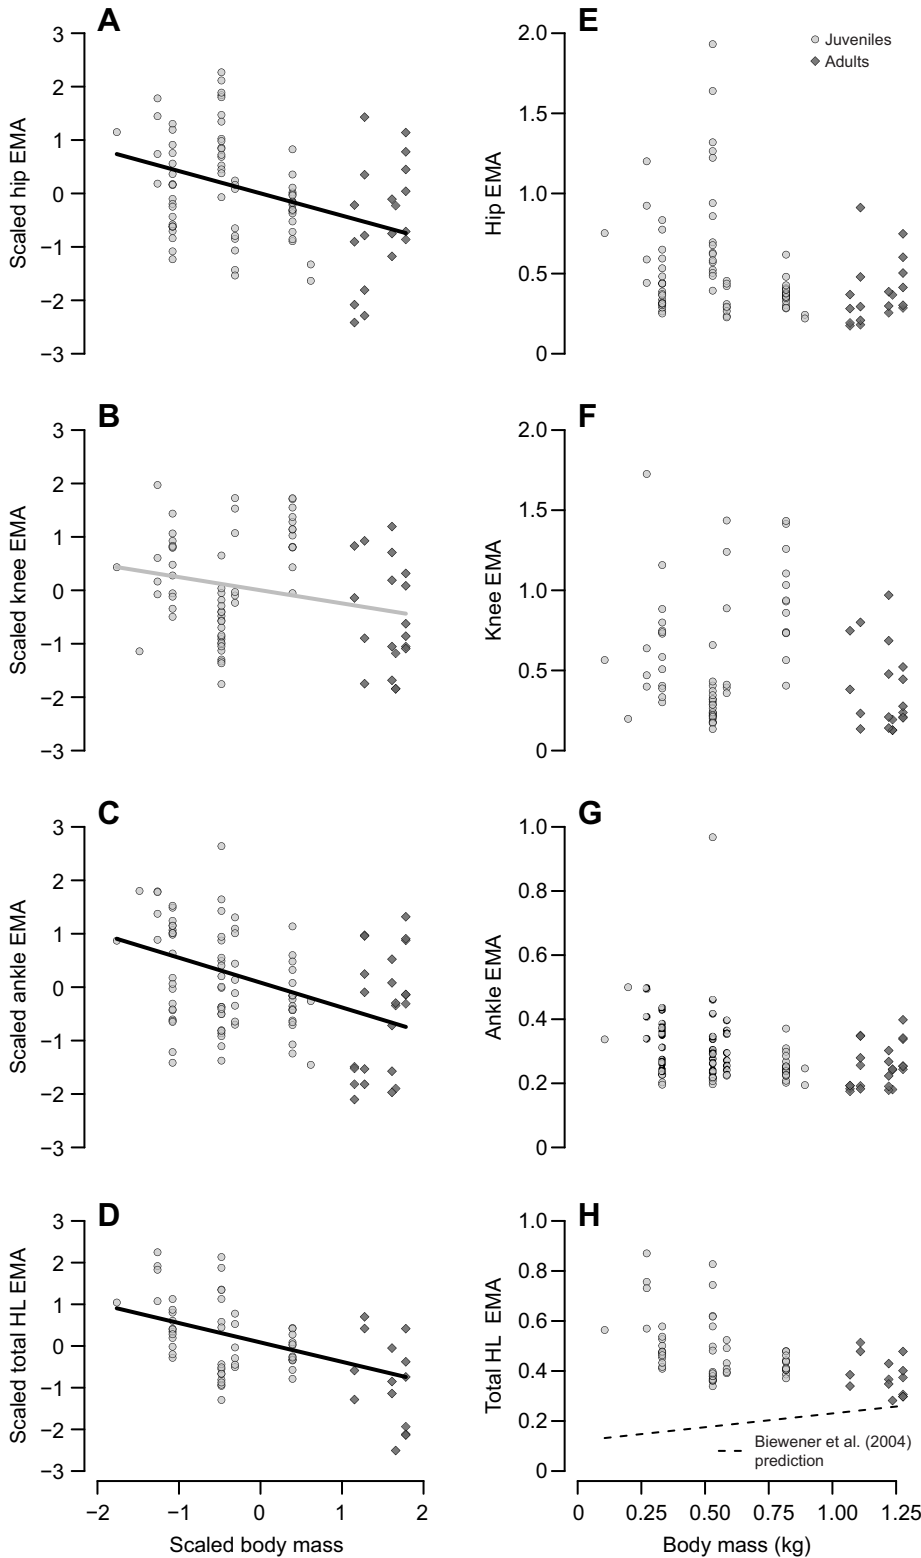 A
3
2
1
0
−1
−2
−3
Scaled hip EMA
E
2.0
1.5
1.0
0.5
0
Hip EMA
Juveniles
Adults
B
3
2
1
0
−1
−2
−3
Scaled knee EMA
F
2.0
1.5
1.0
0.5
0
Knee EMA
C
3
2
1
0
−1
−2
−3
Scaled ankle EMA
G
1.0
0.8
0.6
0.4
0.2
0
Ankle EMA
D
3
2
1
0
−1
−2
−3
Scaled total HL EMA
−2 −1 0 1 2
Scaled body mass
H
1.0
0.8
0.6
0.4
0.2
0
Total HL EMA
Biewener et al. (2004)
prediction
0 0.25 0.50 0.75 1.00 1.25
Body mass (kg)